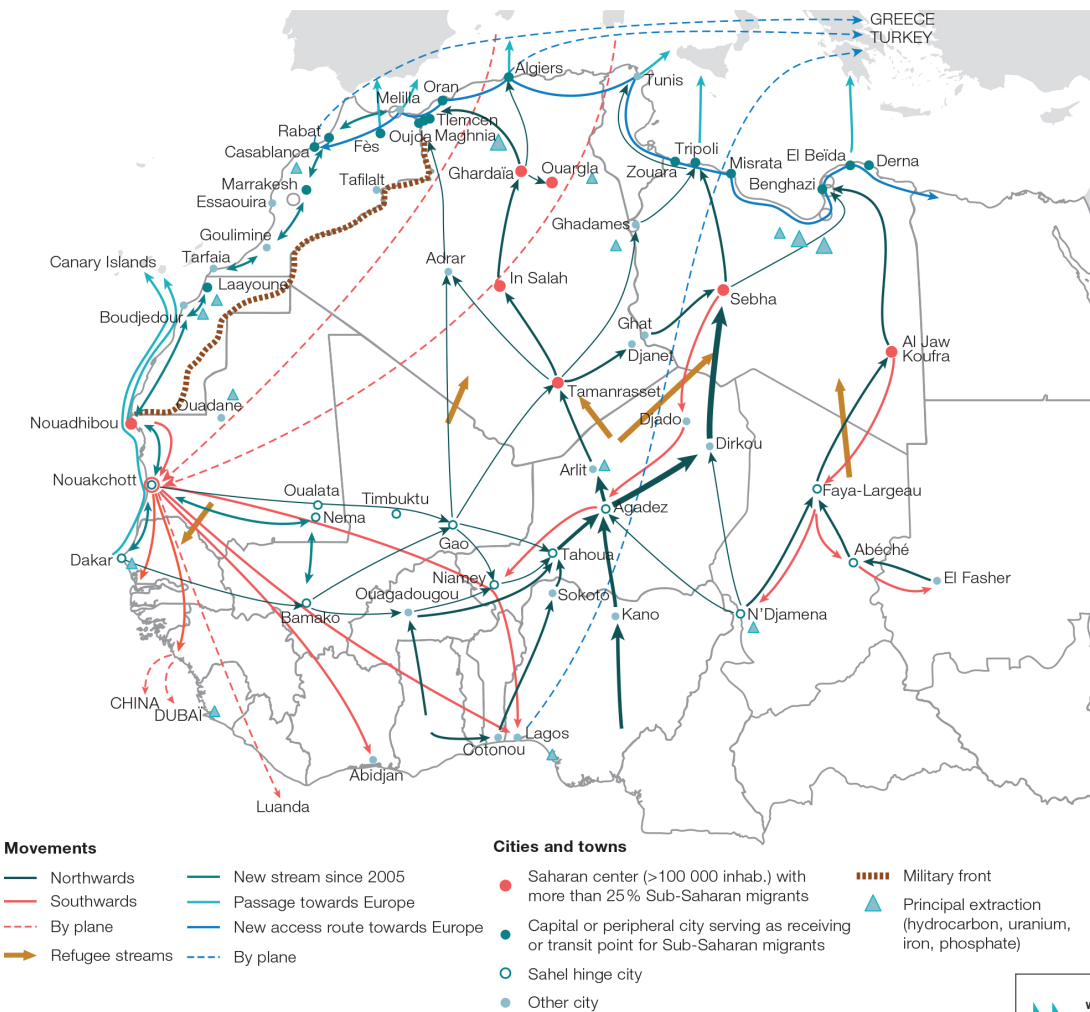 GREECE
TURKEY
Algiers
Tunis
Oran
Melilla
Tlemcen
Rabat
Oujda
Maghnia
Casablanca
Fès
Tripoli
Zouara
Misrata
El Beïda
Derna
Benghazi
Ghardaïa
Ouargla
Marrakesh
Tafilalt
Essaouira
Ghadames
Goulimine
Tarfaia
Canary Islands
Adrar
In Salah
Laayoune
Sebha
Boudjedour
Ghat
Djanet
Al Jaw
Koufra
Tamanrasset
Ouadane
Nouadhibou
Djado
Dirkou
Arlit
Nouakchott
Oualata
Timbuktu
Faya-Largeau
Nema
Agadez
Gao
Dakar
Tahoua
Abéché
Niamey
El Fasher
Ouagadougou
Sokoto
Bamako
Kano
N'Djamena
CHINA
DUBAÏ
Lagos
Cotonou
Abidjan
Luanda
Movements
Northwards
Southwards
By plane
Refugee streams
New stream since 2005
Passage towards Europe
New access route towards Europe
By plane
Cities and towns
Saharan center (>100 000 inhab.) with
more than 25% Sub-Saharan migrants
Capital or peripheral city serving as receiving
or transit point for Sub-Saharan migrants
Sahel hinge city
Other city
Military front
Principal extraction
(hydrocarbon, uranium,
iron, phosphate)